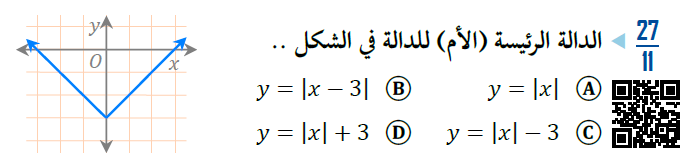 27/11 الدالة الرئيسة (الأم) للدالة في الشكل ..
A y = |x|
B y = |x − 3|
C y = |x| − 3
D y = |x| + 3
y
O
x